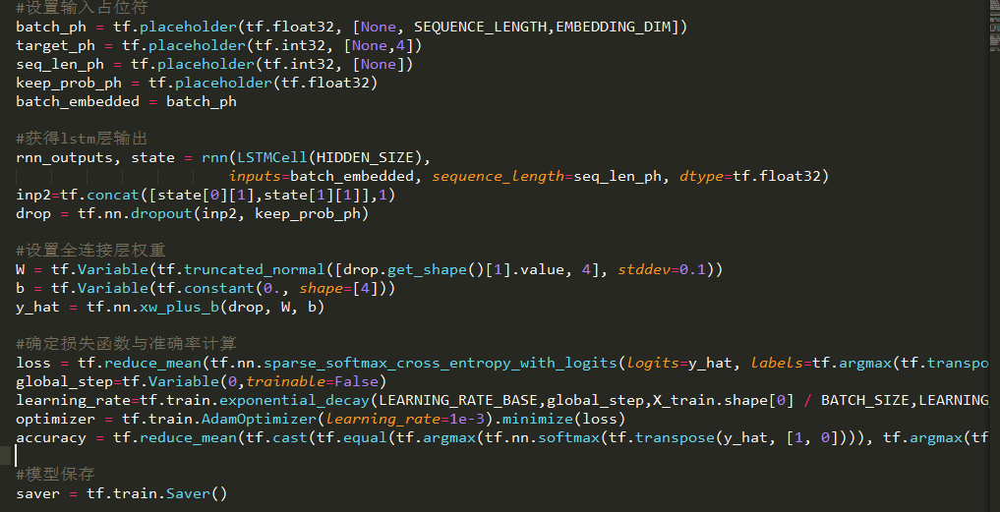 #设置输入占位符
batch_ph = tf.placeholder(tf.float32, [None, SEQUENCE_LENGTH,EMBEDDING_DIM])
target_ph = tf.placeholder(tf.int32, [None,4])
seq_len_ph = tf.placeholder(tf.int32, [None])
keep_prob_ph = tf.placeholder(tf.float32)
batch_embedded = batch_ph
#获得lstm层输出
rnn_outputs, state = rnn(LSTMCell(HIDDEN_SIZE),
inputs=batch_embedded, sequence_length=seq_len_ph, dtype=tf.float32)
inp2=tf.concat([state[0][1],state[1][1]],1)
drop = tf.nn.dropout(inp2, keep_prob_ph)
#设置全连接层权重
W = tf.Variable(tf.truncated_normal([drop.get_shape()[1].value, 4], stddev=0.1))
b = tf.Variable(tf.constant(0., shape=[4]))
y_hat = tf.nn.xw_plus_b(drop, W, b)
#确定损失函数与准确率计算
loss = tf.reduce_mean(tf.nn.sparse_softmax_cross_entropy_with_logits(logits=y_hat, labels=tf.argmax(tf.transpo
global_step=tf.Variable(0,trainable=False)
learning_rate=tf.train.exponential_decay(LEARNING_RATE_BASE,global_step,X_train.shape[0] / BATCH_SIZE,LEARNING
optimizer = tf.train.AdamOptimizer(learning_rate=1e-3).minimize(loss)
accuracy = tf.reduce_mean(tf.cast(tf.equal(tf.argmax(tf.nn.softmax(tf.transpose(y_hat, [1, 0]))), tf.argmax(tf
#模型保存
saver = tf.train.Saver()